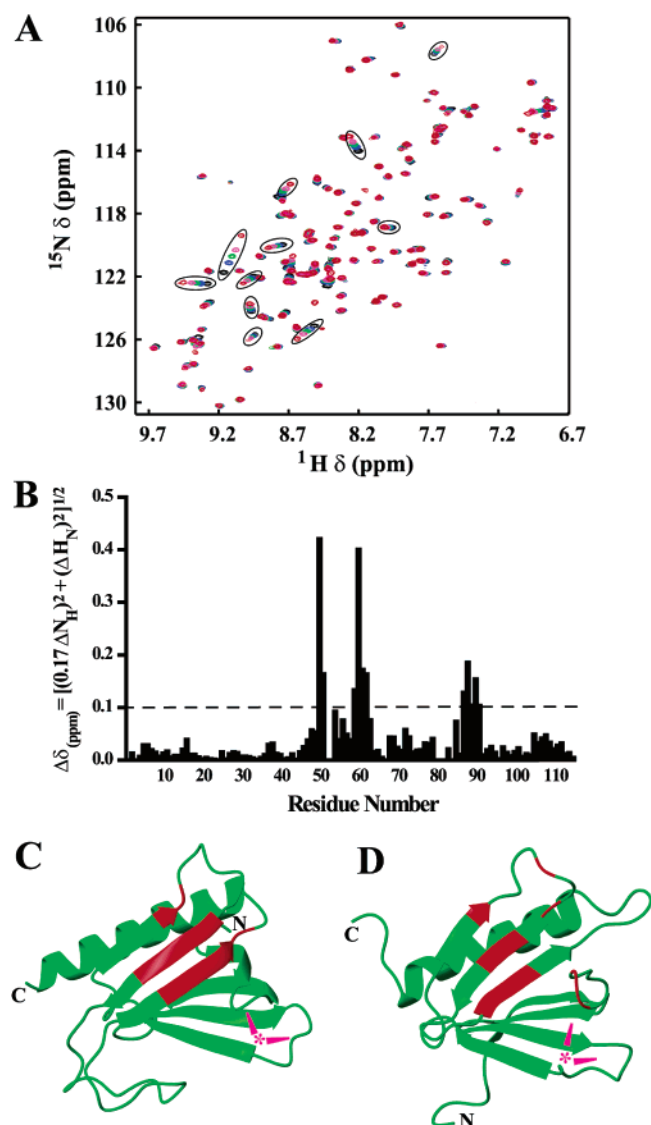 A
106
110
114
118
122
126
130
15N δ (ppm)
9.7 9.2 8.7 8.2 7.7 7.2 6.7
1H δ (ppm)
B
Δδ(ppm) = [(0.17 ΔNH)2 + (ΔHN)2]1/2
0.5
0.4
0.3
0.2
0.1
0.0
10 20 30 40 50 60 70 80 90 100 110
Residue Number
C
D
N
C
*
C
*
N